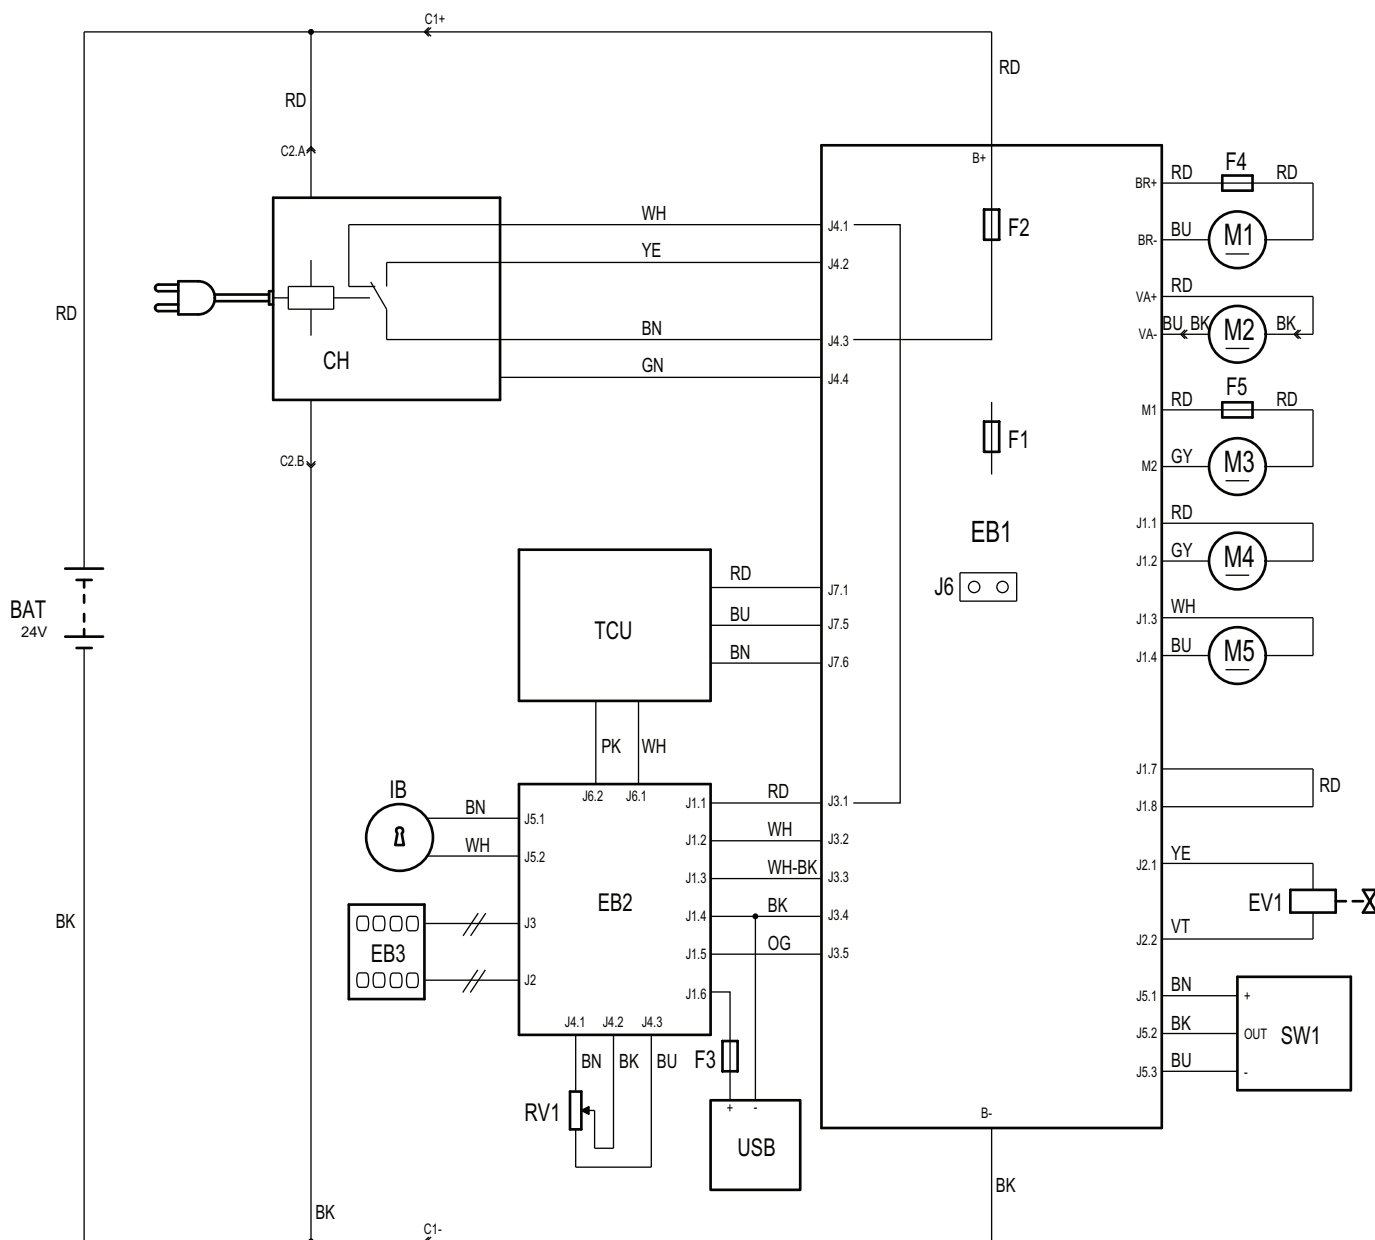 C1+
RD
RD
C2.A
B+
BR+ RD F4 RD
WH
J4.1
F2
BR- BU M1
YE
J4.2
VA+ RD
RD
BN
J4.3
VA- BU BK M2 BK
CH
GN
J4.4
M1 RD F5 RD
F1
C2.B
M2 GY M3
J1.1 RD
EB1
J1.2 GY M4
RD
J7.1
J6
BAT
24V
TCU
BU
J7.5
J1.3 WH
BN
J7.6
J1.4 BU M5
PK WH
J1.7
IB
J6.2 J6.1
RD
BN
J5.1
J1.1 RD J3.1
J1.8
WH
J5.2
J1.2 WH J3.2
J2.1 YE
J1.3 WH-BK J3.3
EB2
EV1
BK
EB3
J3
J1.4 BK J3.4
J2.2 VT
J1.5 OG J3.5
J2
J1.6
J5.1 BN +
J4.1 J4.2 J4.3
J5.2 BK OUT SW1
BN BK BU
F3
J5.3 BU -
RV1
+ -
USB
B-
BK
BK
C1-